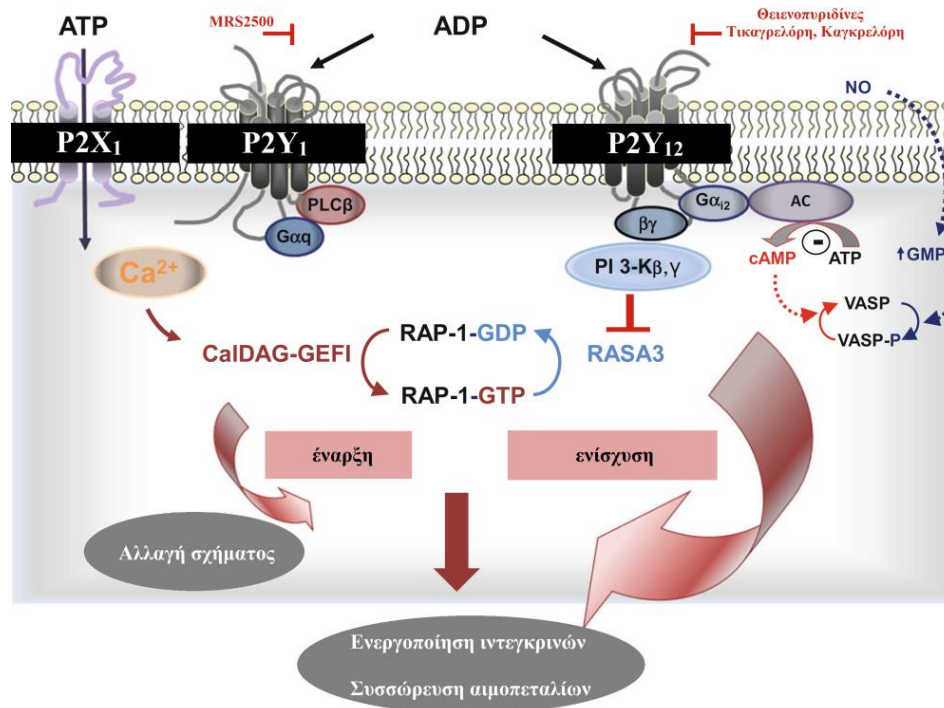 ATP
MRS2500
ADP
Θειενοπυριδίνες
Τικαγρελόρη, Καγκρελόρη
NO
P2X1
P2Y1
P2Y12
PLCβ
Gαq
βγ
Gαi2
AC
PI 3-Kβ,γ
cAMP
ATP
↑GMP
Ca2+
VASP
VASP-P
CalDAG-GEFI
RAP-1-GDP
RASA3
RAP-1-GTP
έναρξη
ενίσχυση
Αλλαγή σχήματος
Ενεργοποίηση ιντεγκρινών
Συσσώρευση αιμοπεταλίων